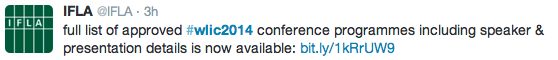 IFLA
IFLA @IFLA · 3h
full list of approved #wlic2014 conference programmes including speaker &
presentation details is now available: bit.ly/1kRrUW9